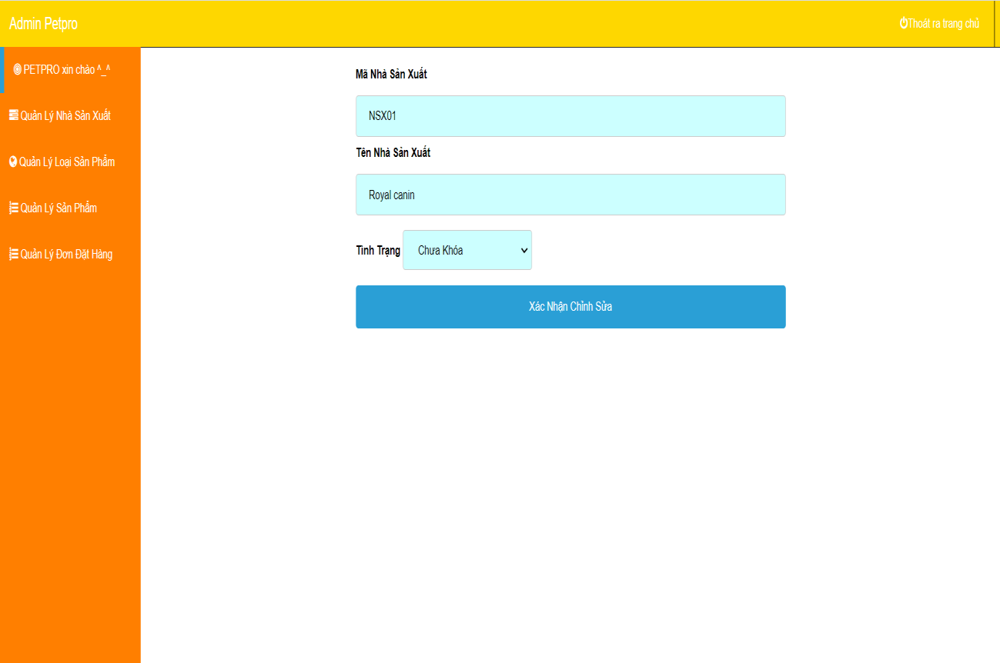 Admin Petpro
Thoát ra trang chủ
PETPRO xin chào ^_^
Quản Lý Nhà Sản Xuất
Quản Lý Loại Sản Phẩm
Quản Lý Sản Phẩm
Quản Lý Đơn Đặt Hàng
Mã Nhà Sản Xuất
NSX01
Tên Nhà Sản Xuất
Royal canin
Tình Trạng Chưa Khóa
Xác Nhận Chỉnh Sửa